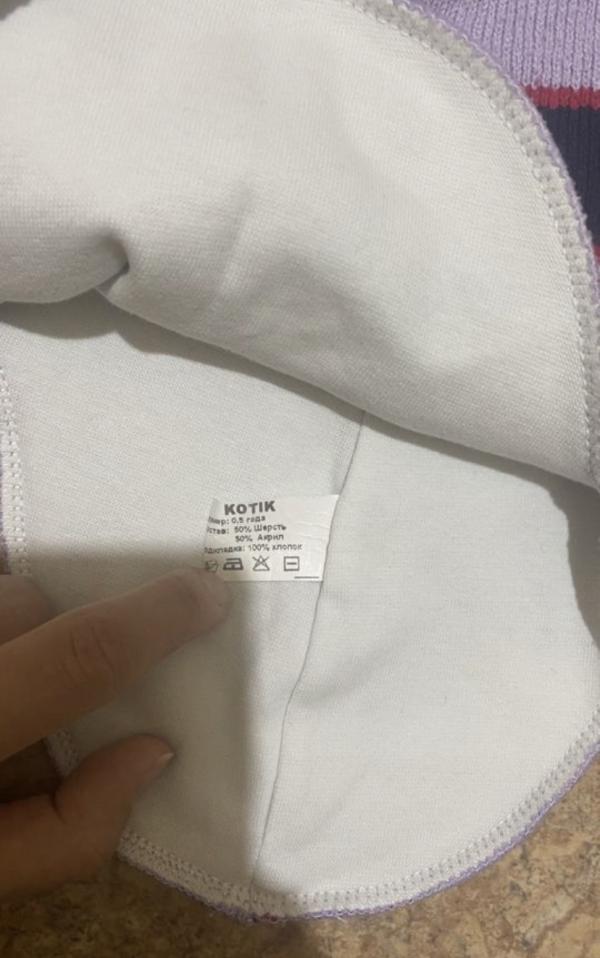 KOTIK
0,5 года
50% Шерсть
50% Акрил
100% хлопок